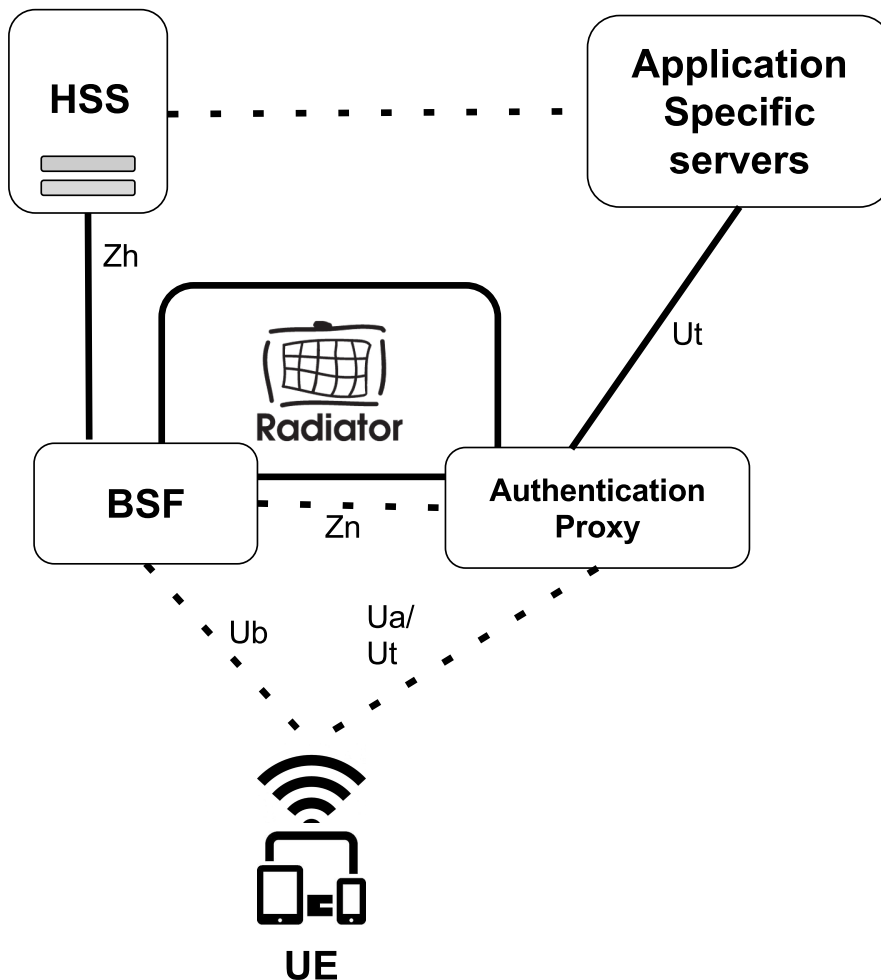 HSS
Application
Specific
servers
Zh
Ut
Radiator
BSF
Authentication
Proxy
Zn
Ub
Ua/
Ut
UE